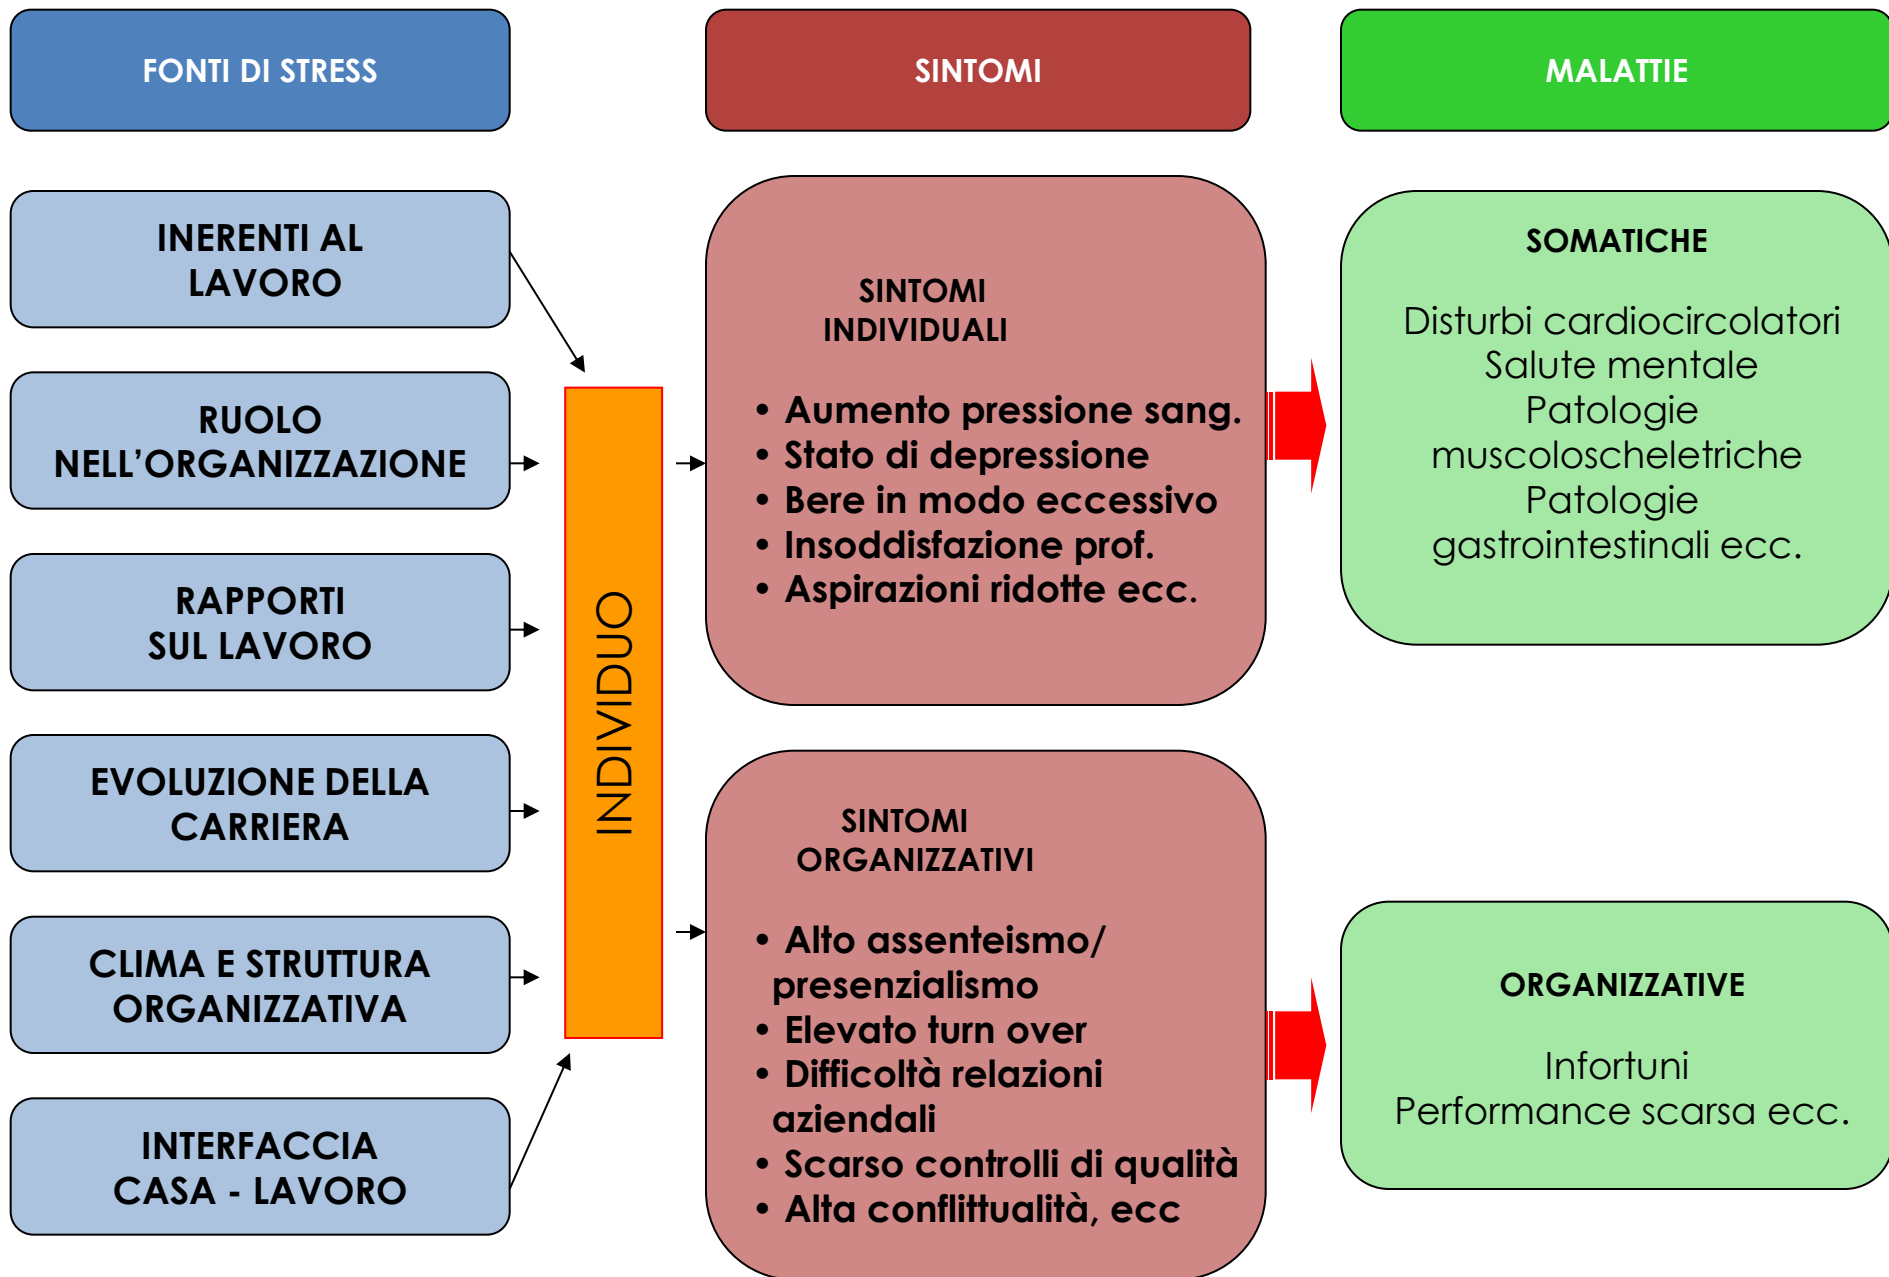 FONTI DI STRESS
SINTOMI
MALATTIE
INERENTI AL
LAVORO
RUOLO
NELL’ORGANIZZAZIONE
RAPPORTI
SUL LAVORO
EVOLUZIONE DELLA
CARRIERA
CLIMA E STRUTTURA
ORGANIZZATIVA
INTERFACCIA
CASA - LAVORO
INDIVIDUO
SINTOMI
INDIVIDUALI
• Aumento pressione sang.
• Stato di depressione
• Bere in modo eccessivo
• Insoddisfazione prof.
• Aspirazioni ridotte ecc.
SINTOMI
ORGANIZZATIVI
• Alto assenteismo/
presenzialismo
• Elevato turn over
• Difficoltà relazioni
aziendali
• Scarso controlli di qualità
• Alta conflittualità, ecc
SOMATICHE
Disturbi cardiocircolatori
Salute mentale
Patologie
muscoloscheletriche
Patologie
gastrointestinali ecc.
ORGANIZZATIVE
Infortuni
Performance scarsa ecc.